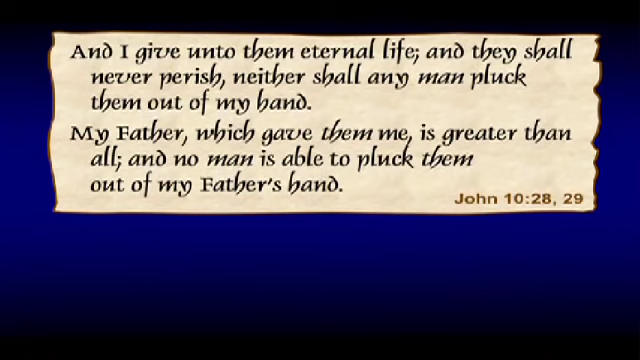 And I give unto them eternal life; and they shall
never perish, neither shall any man pluck
them out of my hand.
My Father, which gave them me, is greater than
all; and no man is able to pluck them
out of my Father's hand.
John 10:28, 29